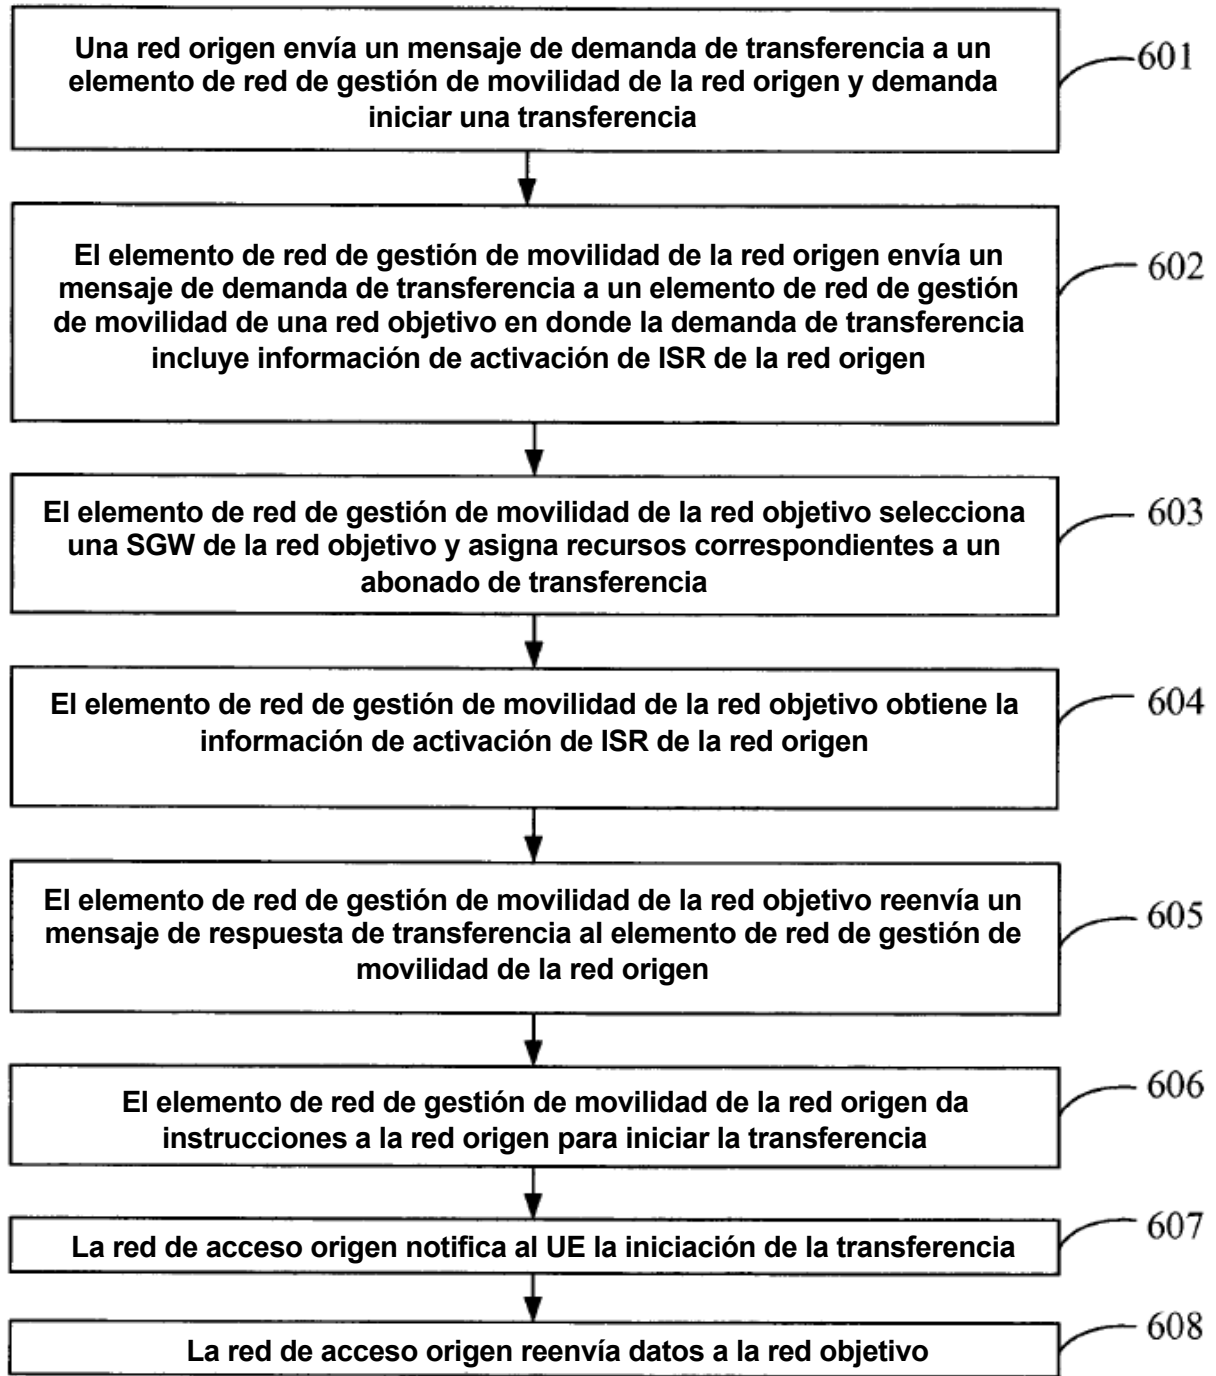 Una red origen envía un mensaje de demanda de transferencia a un
elemento de red de gestión de movilidad de la red origen y demanda
iniciar una transferencia
601
El elemento de red de gestión de movilidad de la red origen envía un
mensaje de demanda de transferencia a un elemento de red de gestión
de movilidad de una red objetivo en donde la demanda de transferencia
incluye información de activación de ISR de la red origen
602
El elemento de red de gestión de movilidad de la red objetivo selecciona
una SGW de la red objetivo y asigna recursos correspondientes a un
abonado de transferencia
603
El elemento de red de gestión de movilidad de la red objetivo obtiene la
información de activación de ISR de la red origen
604
El elemento de red de gestión de movilidad de la red objetivo reenvía un
mensaje de respuesta de transferencia al elemento de red de gestión de
movilidad de la red origen
605
El elemento de red de gestión de movilidad de la red origen da
instrucciones a la red origen para iniciar la transferencia
606
La red de acceso origen notifica al UE la iniciación de la transferencia
607
La red de acceso origen reenvía datos a la red objetivo
608